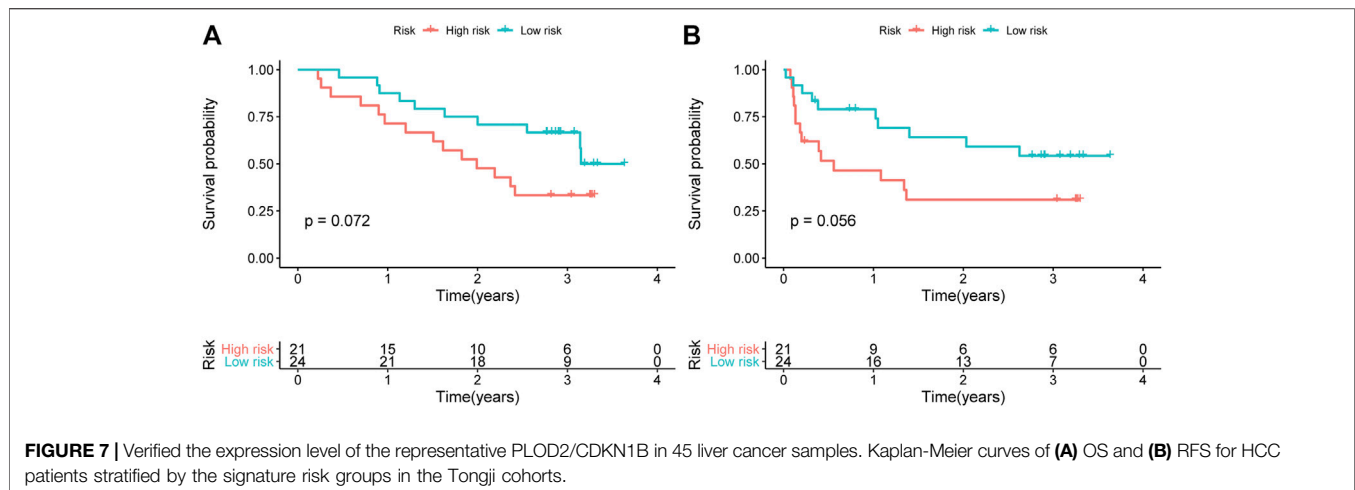 A
Risk High risk Low risk
Survival probability
1.00
0.75
0.50
0.25
0.00
p = 0.072
0 1 2 3 4
Time(years)
Risk
High risk 21 15 10 6 0
Low risk 24 21 18 9 0
0 1 2 3 4
Time(years)
B
Risk High risk Low risk
Survival probability
1.00
0.75
0.50
0.25
0.00
p = 0.056
0 1 2 3 4
Time(years)
Risk
High risk 21 9 6 6 0
Low risk 24 16 13 7 0
0 1 2 3 4
Time(years)
FIGURE 7 | Verified the expression level of the representative PLOD2/CDKN1B in 45 liver cancer samples. Kaplan-Meier curves of (A) OS and (B) RFS for HCC
patients stratified by the signature risk groups in the Tongji cohorts.